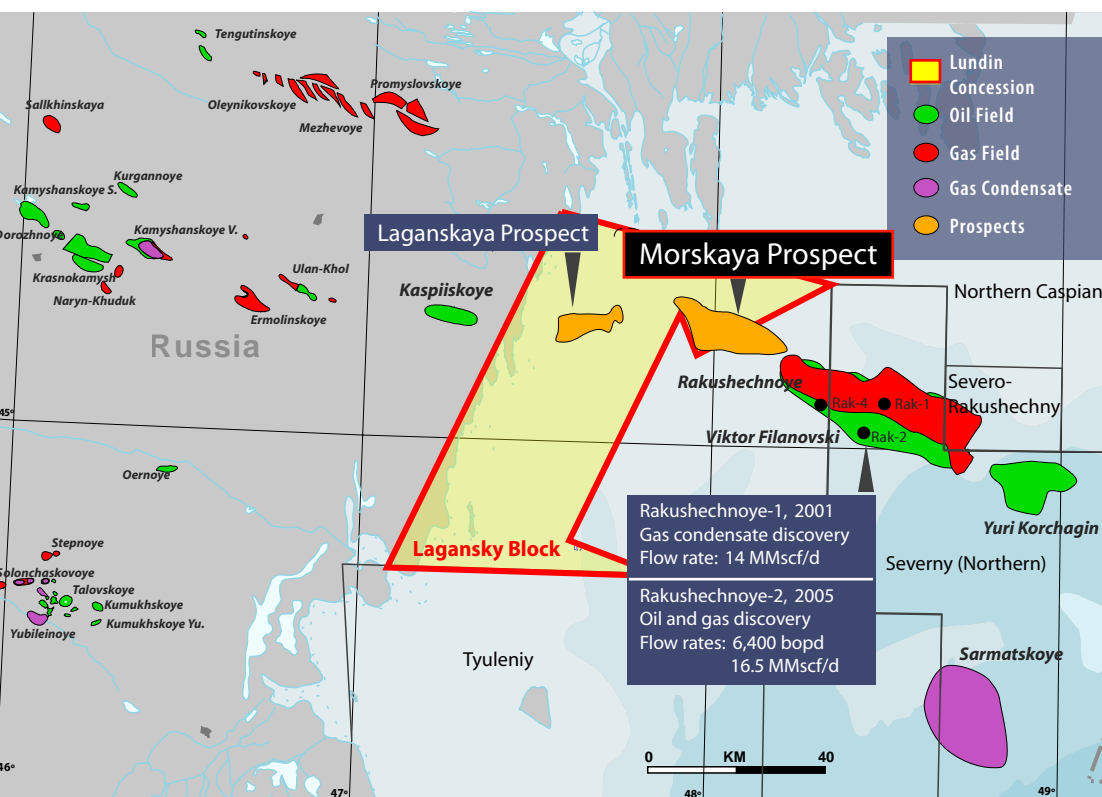 Tengutinskoye
Promyslovskoye
Oleynikovskoye
Sallkhinskaya
Mezhevoye
Lundin
Concession
Oil Field
Gas Field
Gas Condensate
Prospects
Kurgannoye
Kamyshanskoye S.
Kamyshanskoye V.
Dorozhnoye
Krasnokamysh
Naryn-Khuduk
Ulan-Khol
Ermolinskoye
Kaspiiskoye
Laganskaya Prospect
Morskaya Prospect
Northern Caspian
Russia
Severo-
Rakushechny
Rakushechnoye
Rak-4
Rak-1
Viktor Filanovski
Rak-2
45°
Oernoye
Yuri Korchagin
Rakushechnoye-1, 2001
Gas condensate discovery
Flow rate: 14 MMscf/d
Rakushechnoye-2, 2005
Oil and gas discovery
Flow rates: 6,400 bopd
16.5 MMscf/d
Lagansky Block
Severny (Northern)
Stepnoye
Solonchaskovoye
Talovskoye
Kumukhskoye
Kumukhskoye Yu.
Yubileinoye
Tyuleniy
Sarmatskoye
0 KM 40
46°
47°
48°
49°